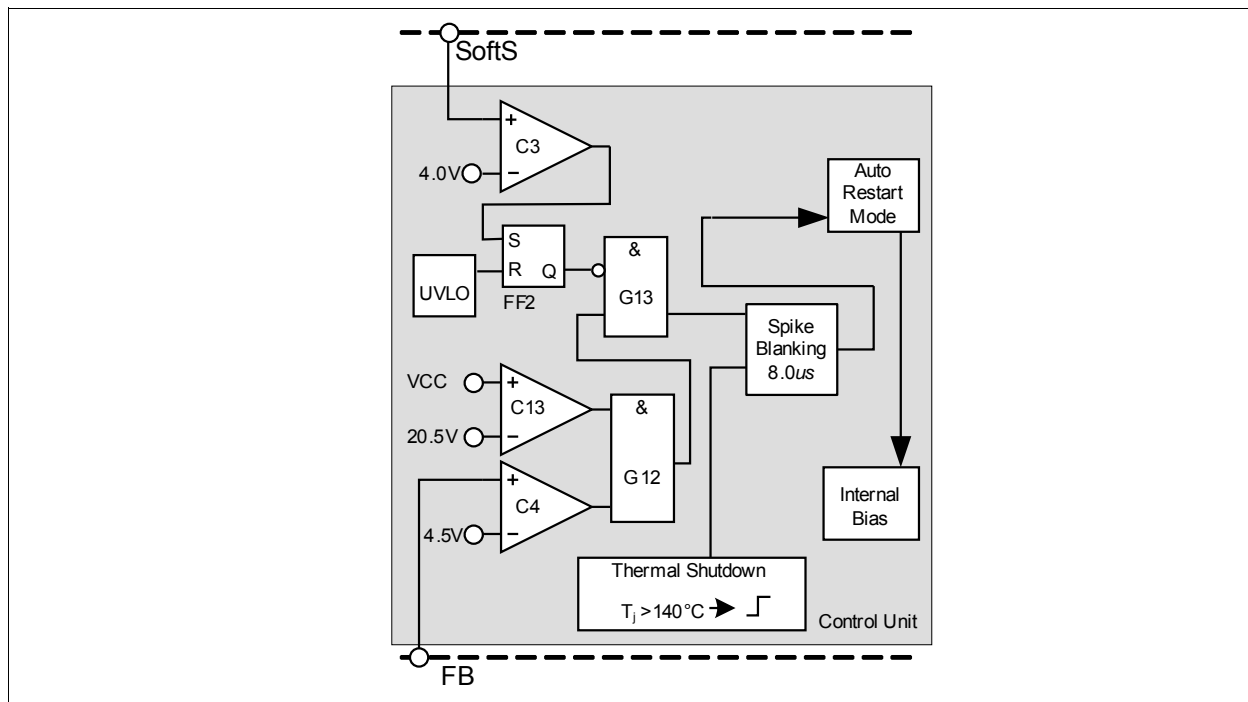 SoftS
+
C3
4.0V
−
Auto
Restart
Mode
S
R Q
UVLO
FF2
&
G13
Spike
Blanking
8.0us
VCC
+
C13
20.5V
−
&
G12
+
C4
4.5V
−
Internal
Bias
Thermal Shutdown
Tj >140°C
Control Unit
FB